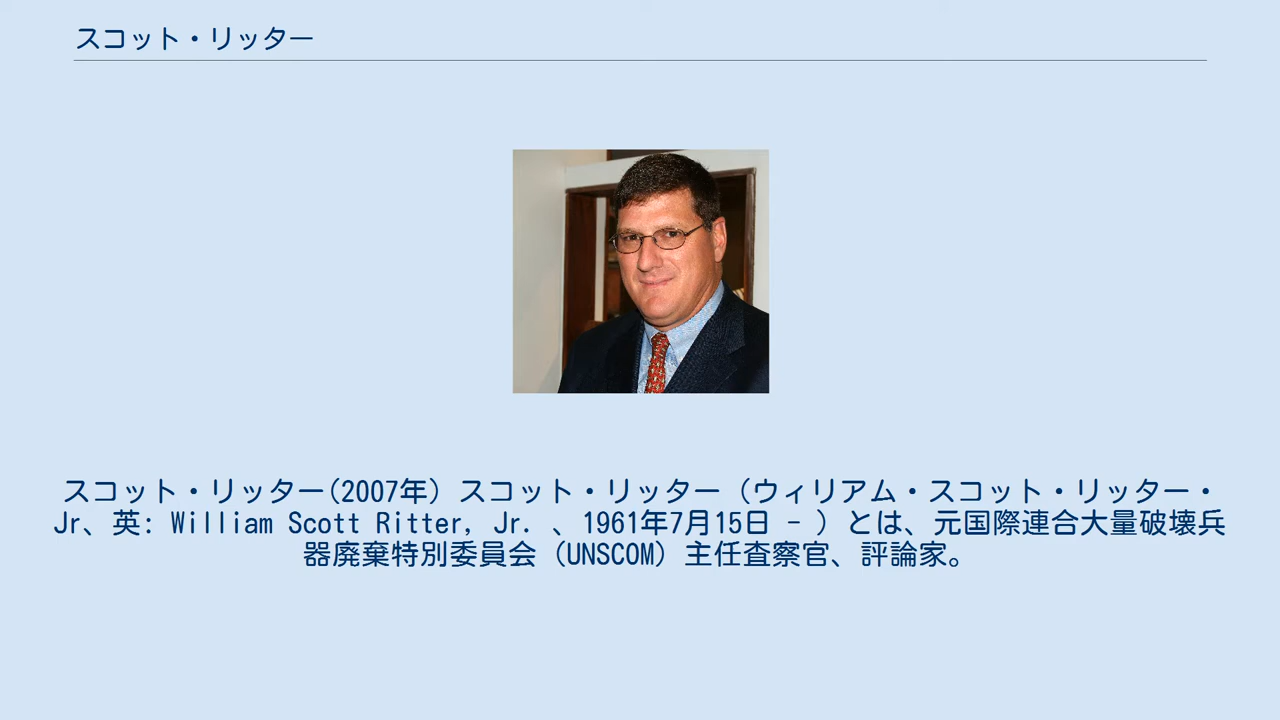 スコット・リッター
スコット・リッター(2007年) スコット・リッター（ウィリアム・スコット・リッター・
Jr、英: William Scott Ritter, Jr. 、1961年7月15日 - ）とは、元国際連合大量破壊兵
器廃棄特別委員会（UNSCOM）主任査察官、評論家。